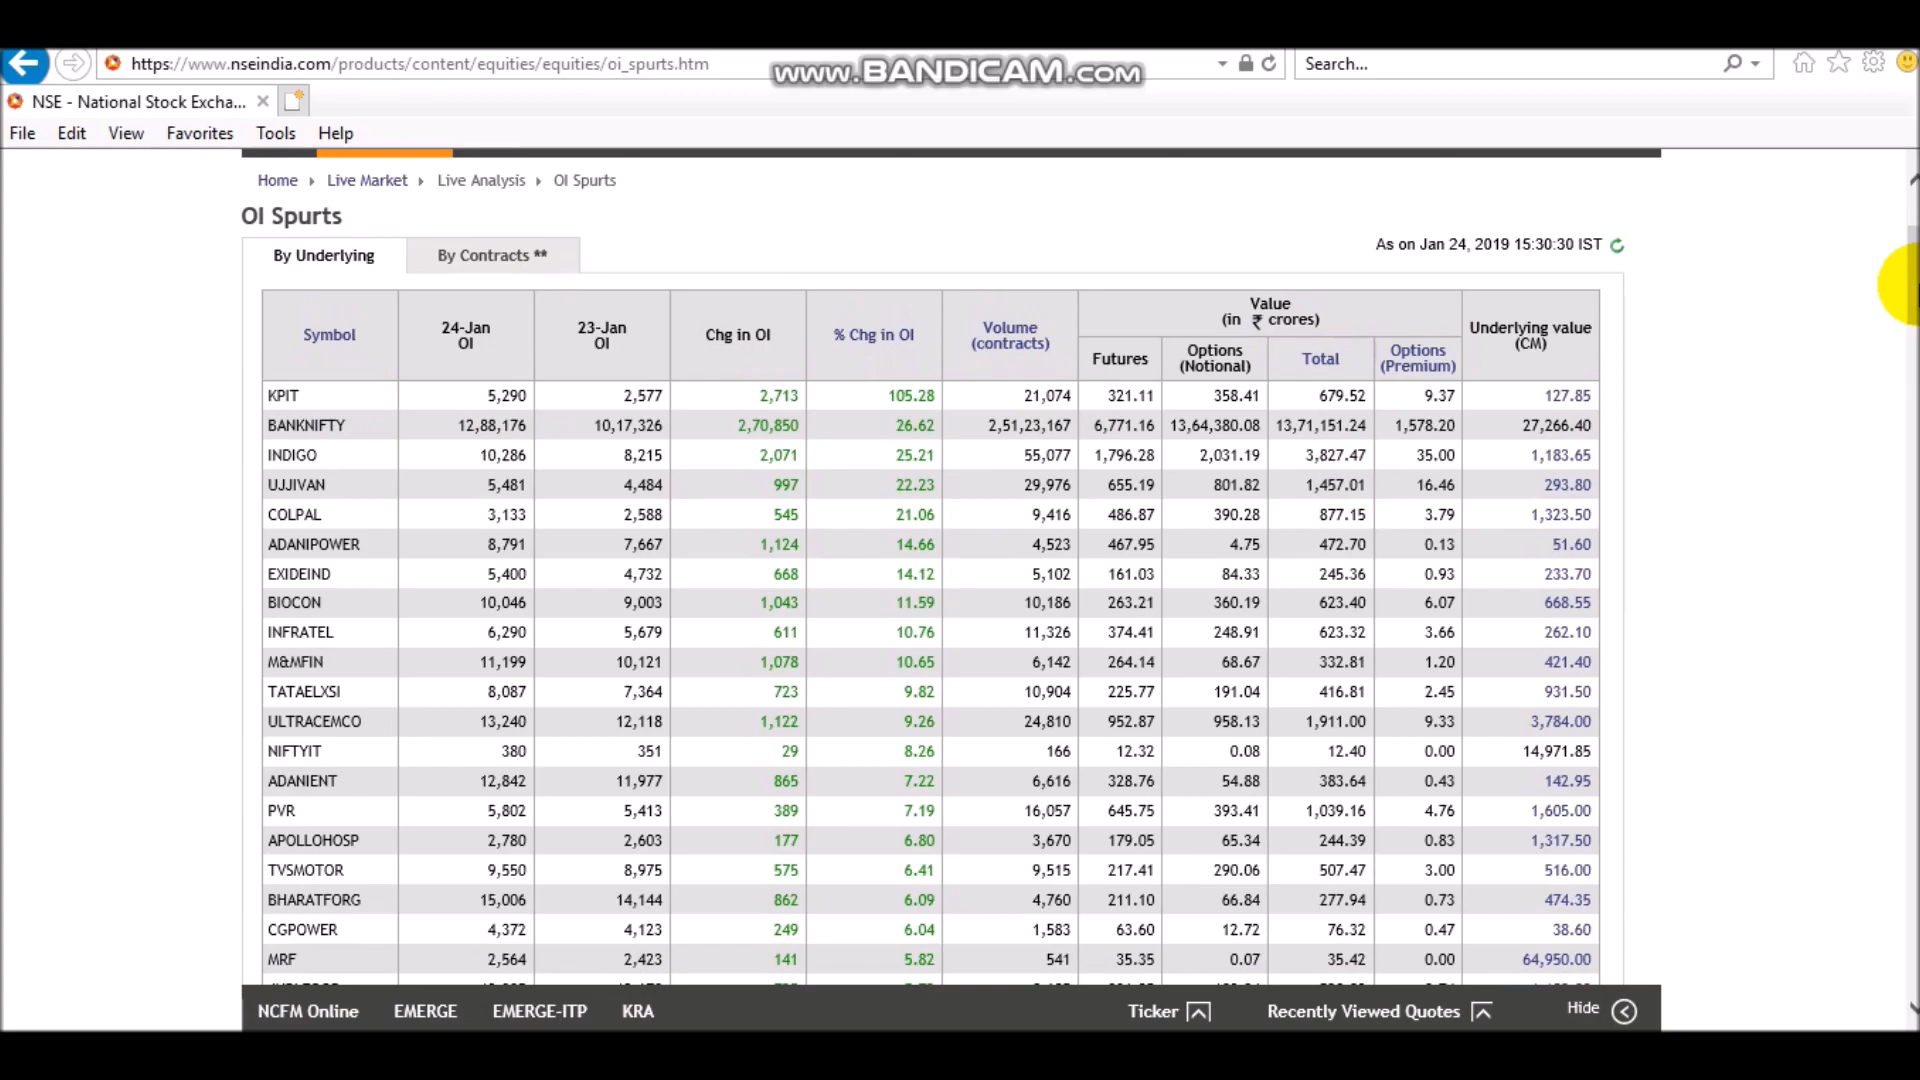 https://www.nseindia.com/products/content/equities/equities/oi_spurts.htm
www.BANDICAM.com
Search...
NSE - National Stock Excha...
File Edit View Favorites Tools Help
Home Live Market Live Analysis OI Spurts
OI Spurts
As on Jan 24, 2019 15:30:30 IST
By Underlying By Contracts **
Symbol 24-Jan OI 23-Jan OI Chg in OI % Chg in OI Volume (contracts) Value (in ₹ crores) Underlying value (CM)
Futures Options (Notional) Total Options (Premium)
KPIT 5,290 2,577 2,713 105.28 21,074 321.11 358.41 679.52 9.37 127.85
BANKNIFTY 12,88,176 10,17,326 2,70,850 26.62 2,51,23,167 6,771.16 13,64,380.08 13,71,151.24 1,578.20 27,266.40
INDIGO 10,286 8,215 2,071 25.21 55,077 1,796.28 2,031.19 3,827.47 35.00 1,183.65
UJJIVAN 5,481 4,484 997 22.23 29,976 655.19 801.82 1,457.01 16.46 293.80
COLPAL 3,133 2,588 545 21.06 9,416 486.87 390.28 877.15 3.79 1,323.50
ADANIPOWER 8,791 7,667 1,124 14.66 4,523 467.95 4.75 472.70 0.13 51.60
EXIDEIND 5,400 4,732 668 14.12 5,102 161.03 84.33 245.36 0.93 233.70
BIOCON 10,046 9,003 1,043 11.59 10,186 263.21 360.19 623.40 6.07 668.55
INFRATEL 6,290 5,679 611 10.76 11,326 374.41 248.91 623.32 3.66 262.10
M&MFIN 11,199 10,121 1,078 10.65 6,142 264.14 68.67 332.81 1.20 421.40
TATAELXSI 8,087 7,364 723 9.82 10,904 225.77 191.04 416.81 2.45 931.50
ULTRACEMCO 13,240 12,118 1,122 9.26 24,810 952.87 958.13 1,911.00 9.33 3,784.00
NIFTYIT 380 351 29 8.26 166 12.32 0.08 12.40 0.00 14,971.85
ADANIENT 12,842 11,977 865 7.22 6,616 328.76 54.88 383.64 0.43 142.95
PVR 5,802 5,413 389 7.19 16,057 645.75 393.41 1,039.16 4.76 1,605.00
APOLLOHOSP 2,780 2,603 177 6.80 3,670 179.05 65.34 244.39 0.83 1,317.50
TVSMOTOR 9,550 8,975 575 6.41 9,515 217.41 290.06 507.47 3.00 516.00
BHARATFORG 15,006 14,144 862 6.09 4,760 211.10 66.84 277.94 0.73 474.35
CGPOWER 4,372 4,123 249 6.04 1,583 63.60 12.72 76.32 0.47 38.60
MRF 2,564 2,423 141 5.82 541 35.35 0.07 35.42 0.00 64,950.00
NCFM Online EMERGE EMERGE-ITP KRA Ticker Recently Viewed Quotes Hide